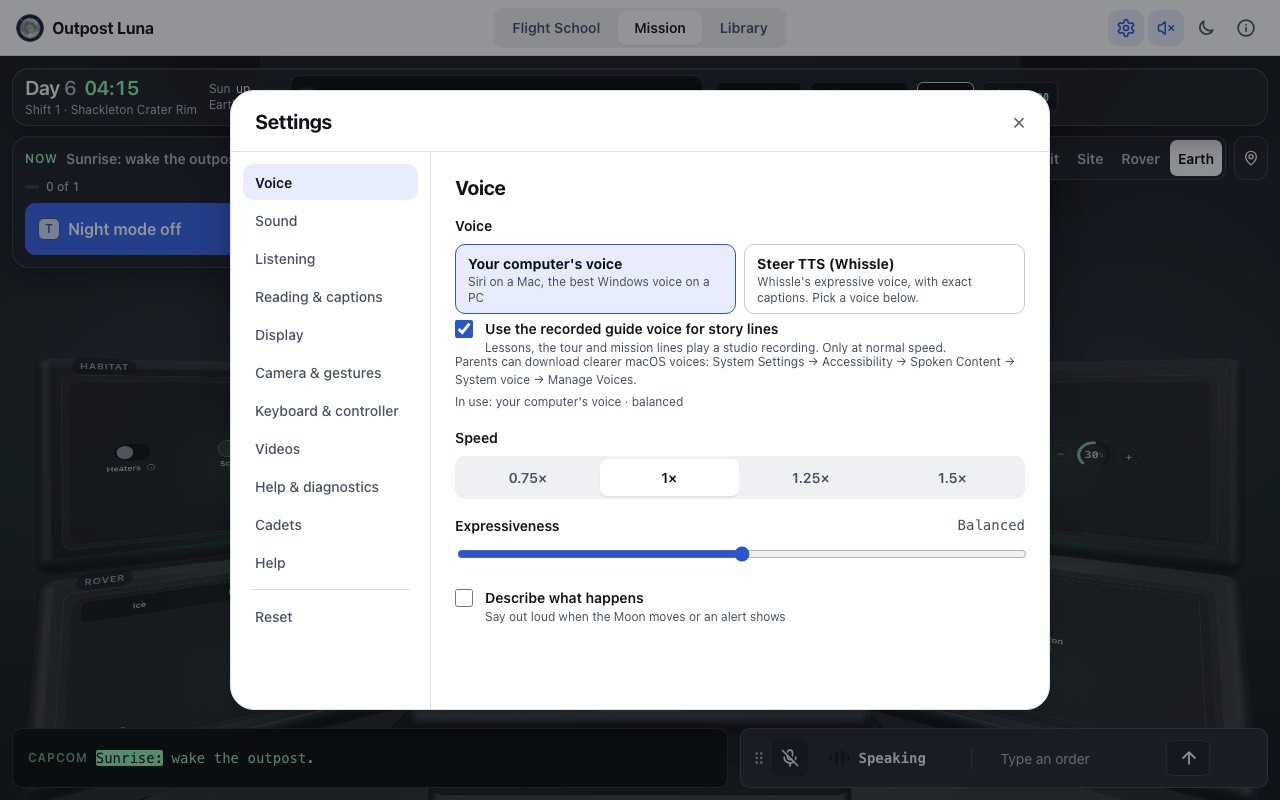 Outpost Luna
Flight School
Mission
Library
Day 6 04:15
Sun up
Shift 1 · Shackleton Crater Rim
NOW Sunrise: wake the outpo
0 of 1
T Night mode off
Site
Rover
Earth
Settings
Voice
Sound
Listening
Reading & captions
Display
Camera & gestures
Keyboard & controller
Videos
Help & diagnostics
Cadets
Help
Reset
Voice
Voice
Your computer's voice
Siri on a Mac, the best Windows voice on a
PC
Steer TTS (Whissle)
Whissle's expressive voice, with exact
captions. Pick a voice below.
Use the recorded guide voice for story lines
Lessons, the tour and mission lines play a studio recording. Only at normal speed.
Parents can download clearer macOS voices: System Settings → Accessibility → Spoken Content →
System voice → Manage Voices.
In use: your computer's voice · balanced
Speed
0.75×
1×
1.25×
1.5×
Expressiveness
Balanced
Describe what happens
Say out loud when the Moon moves or an alert shows
HABITAT
Heaters
30%
ROVER
Ice
CAPCOM Sunrise: wake the outpost.
Speaking
Type an order